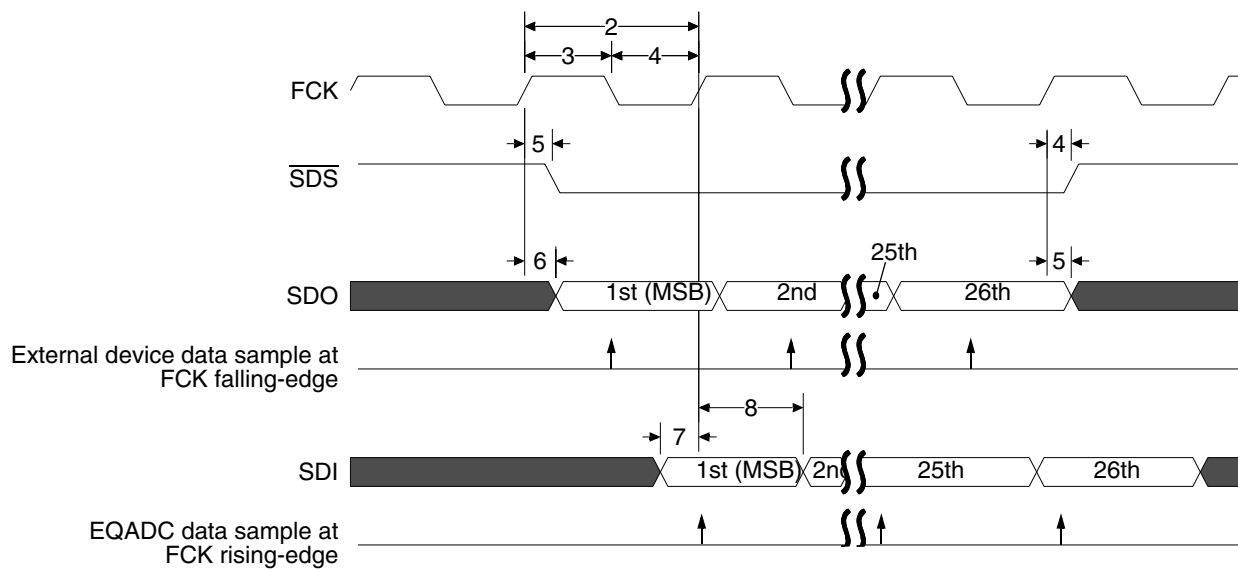 2
3 4
FCK
5 4
SDS
25th
6 5
SDO 1st (MSB) 2nd 26th
External device data sample at
FCK falling-edge
8
7
SDI 1st (MSB) 2nd 25th 26th
EQADC data sample at
FCK rising-edge